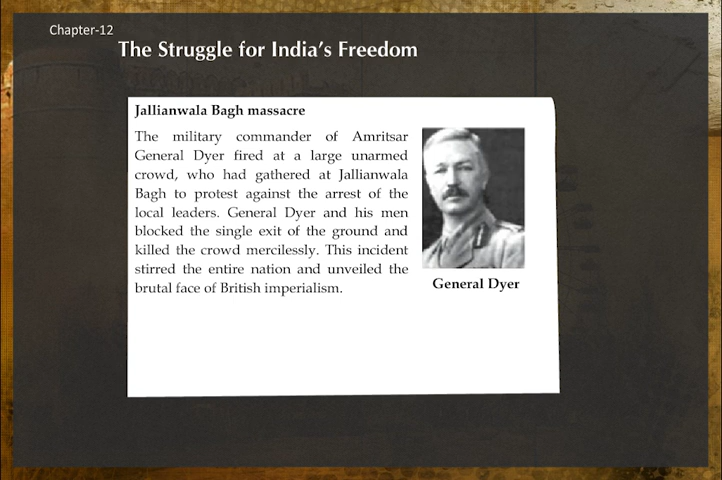 Chapter-12
The Struggle for India's Freedom
Jallianwala Bagh massacre
The military commander of Amritsar
General Dyer fired at a large unarmed
crowd, who had gathered at Jallianwala
Bagh to protest against the arrest of the
local leaders. General Dyer and his men
blocked the single exit of the ground and
killed the crowd mercilessly. This incident
stirred the entire nation and unveiled the
brutal face of British imperialism.
General Dyer